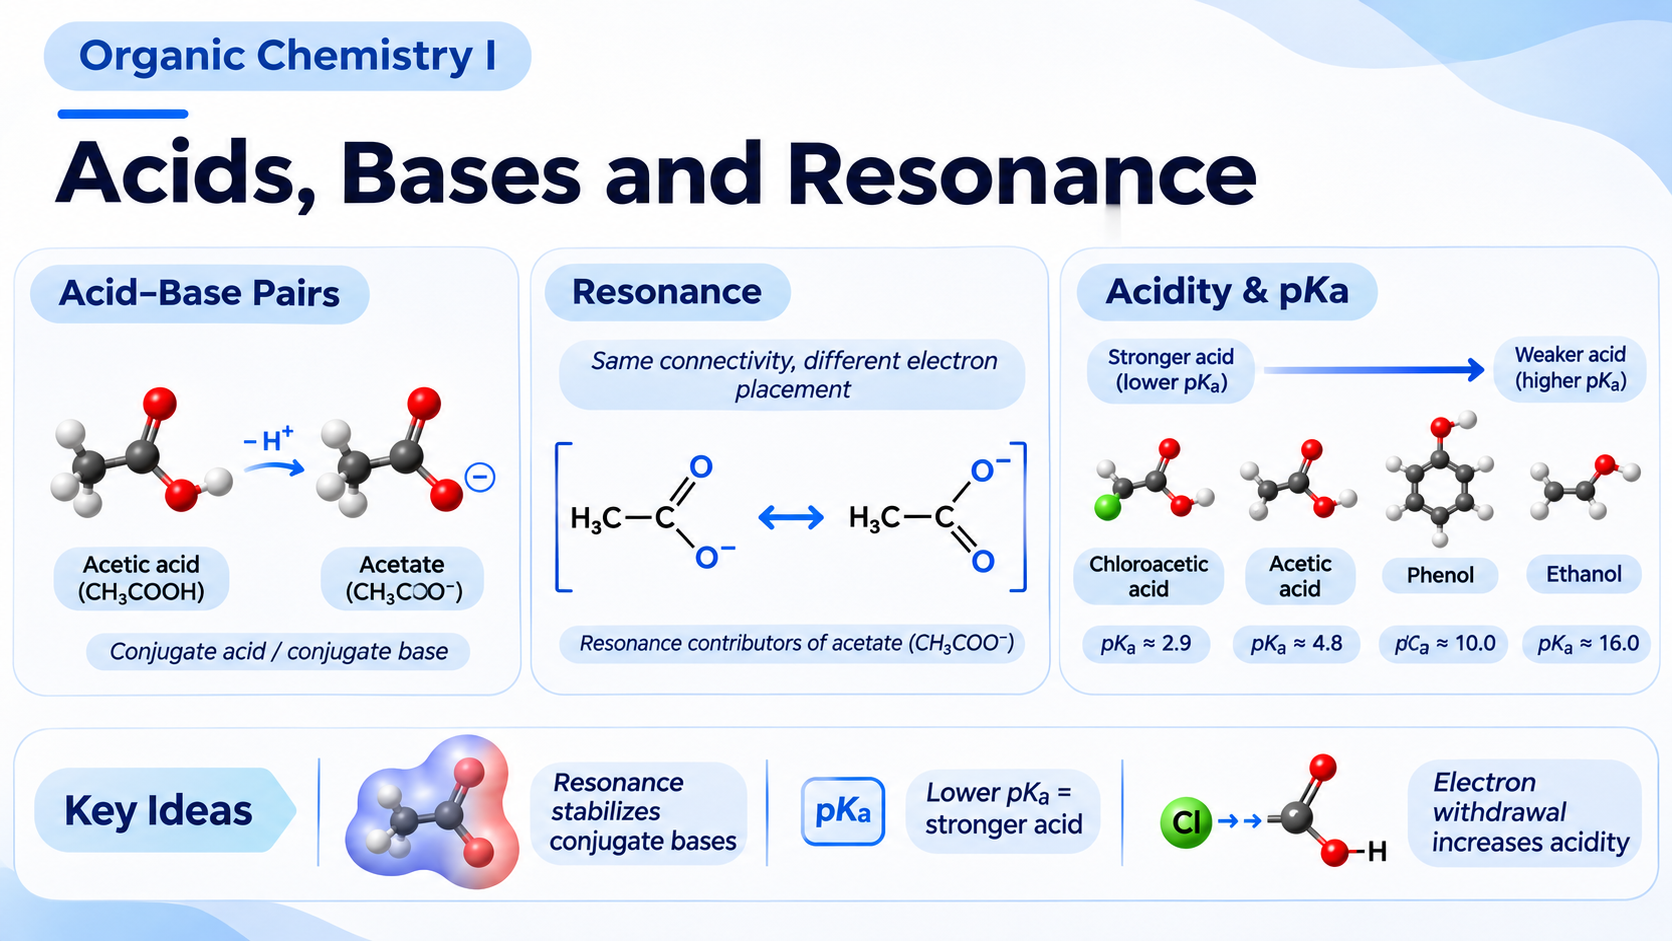 Organic Chemistry I
Acids, Bases and Resonance
Acid–Base Pairs
– H⁺
−
Acetic acid
(CH₃COOH)
Acetate
(CH₃COO⁻)
Conjugate acid / conjugate base
Resonance
Same connectivity, different electron
placement
O
H₃C–C
O⁻
O⁻
H₃C–C
O
Resonance contributors of acetate (CH₃COO⁻)
Acidity & pKa
Stronger acid
(lower pKₐ)
Weaker acid
(higher pKₐ)
Chloroacetic
acid
Acetic
acid
Phenol
Ethanol
pKₐ ≈ 2.9
pKₐ ≈ 4.8
pCₐ ≈ 10.0
pKₐ ≈ 16.0
Key Ideas
Resonance
stabilizes
conjugate bases
pKₐ
Lower pKₐ =
stronger acid
Cl
H
Electron
withdrawal
increases acidity